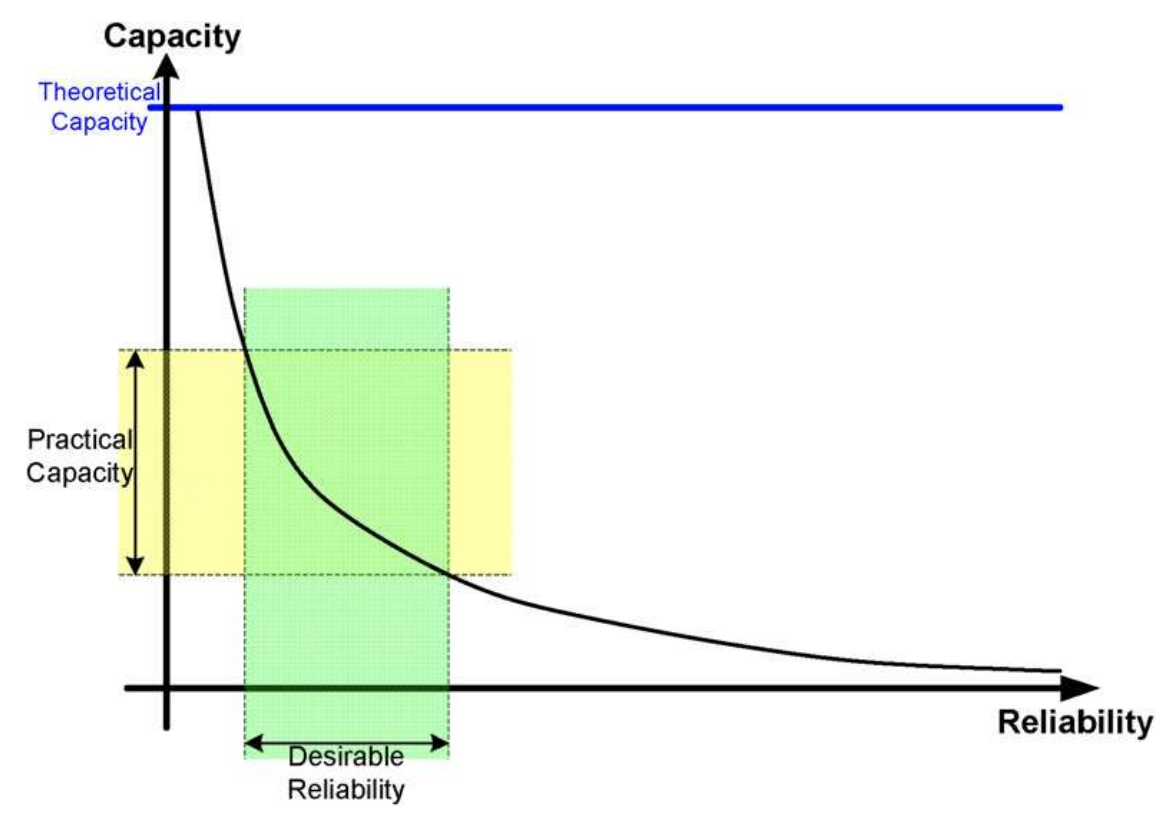 Capacity
Theoretical
Capacity
Practical
Capacity
Reliability
Desirable
Reliability